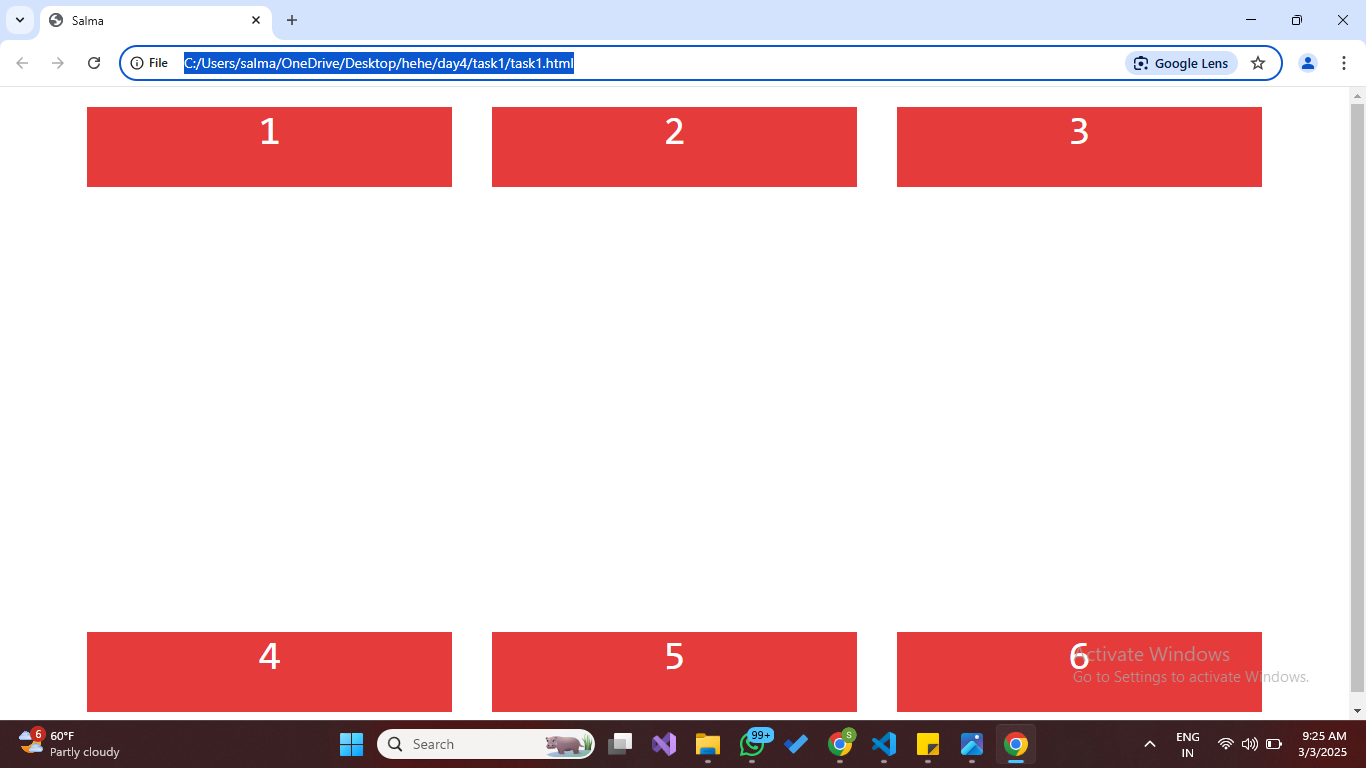 Salma
File
C:/Users/salma/OneDrive/Desktop/hehe/day4/task1/task1.html
Google Lens
1
2
3
4
5
6
Activate Windows
Go to Settings to activate Windows.
6
60°F
Partly cloudy
Search
99+
S
ENG
IN
9:25 AM
3/3/2025